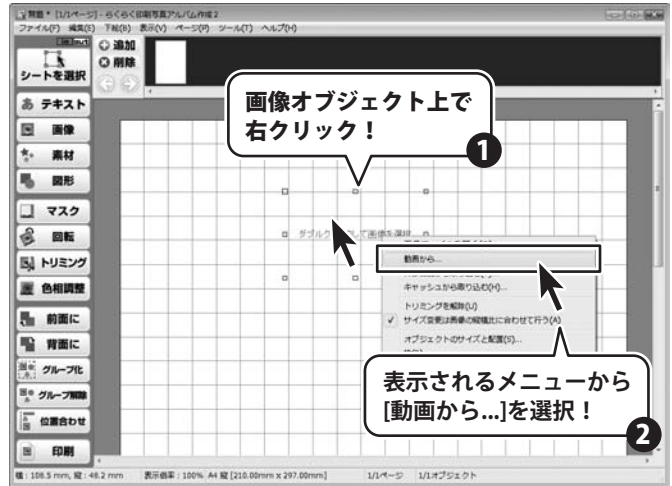 無題 * [1/1ページ] - らくらく印刷写真アルバム作成2
ファイル(F) 編集(E) 下絵(B) 表示(V) ページ(P) ツール(T) ヘルプ(H)
in out
シートを選択
追加
削除
テキスト
画像
素材
図形
マスク
回転
トリミング
色相調整
前面に
背面に
グループ化
グループ解除
位置合わせ
印刷
画像オブジェクト上で
右クリック！
1
動画から...
キャッシュから取り込む(H)...
トリミングを解除(U)
✓ サイズ変更は画像の縦横比に合わせて行う(A)
オブジェクトのサイズと配置(S)...
表示されるメニューから
[動画から...]を選択！
2
横 : 106.5 mm, 縦 : 46.2 mm 表示倍率 : 100% A4 縦 [210.00mm x 297.00mm] 1/1ページ 1/1オブジェクト